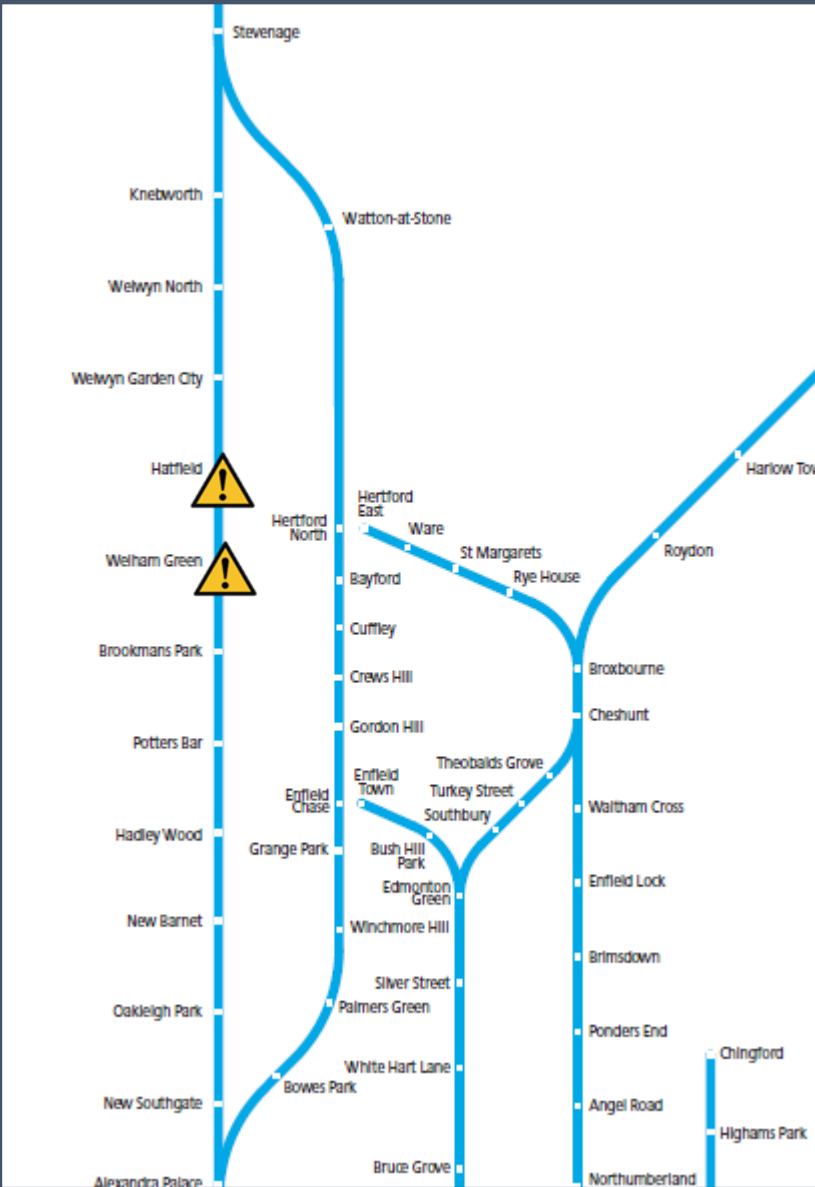 Stevenage
Knebworth
Watton-at-Stone
Welwyn North
Welwyn Garden City
Hatfield
Harlow Tow
Hertford
East
Hertford
North
Ware
St Margarets
Roydon
Welham Green
Rye House
Bayford
Cuffley
Brookmans Park
Broxbourne
Crews Hill
Cheshunt
Gordon Hill
Potters Bar
Theobalds Grove
Enfield
Town
Turkey Street
Enfield
Chase
Waltham Cross
Southbury
Hadley Wood
Grange Park
Bush Hill
Park
Enfield Lock
Edmonton
Green
New Barnet
Winchmore Hill
Brimsdown
Silver Street
Oakleigh Park
Palmers Green
Ponders End
Chingford
White Hart Lane
Bowes Park
New Southgate
Angel Road
Highams Park
Bruce Grove
Northumberland
Alexandra Palace